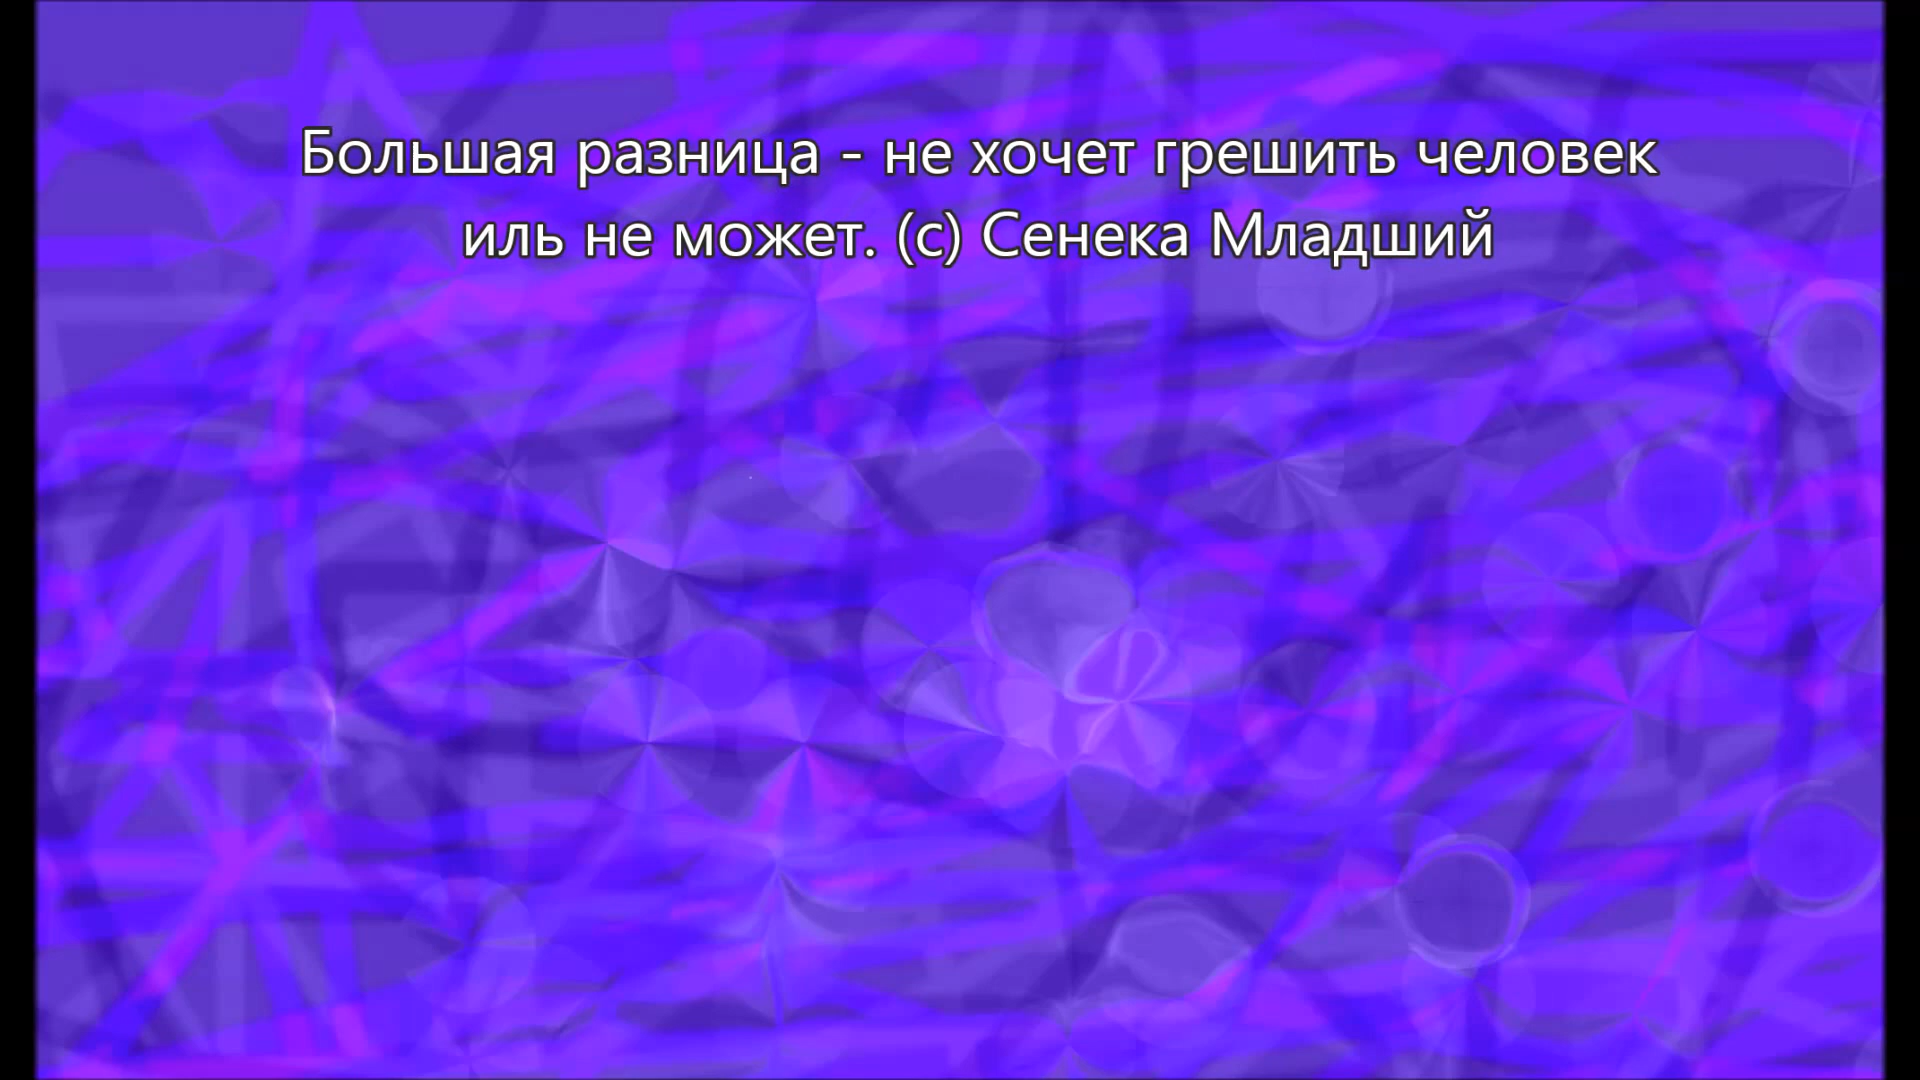 Большая разница - не хочет грешить человек
иль не может. (с) Сенека Младший